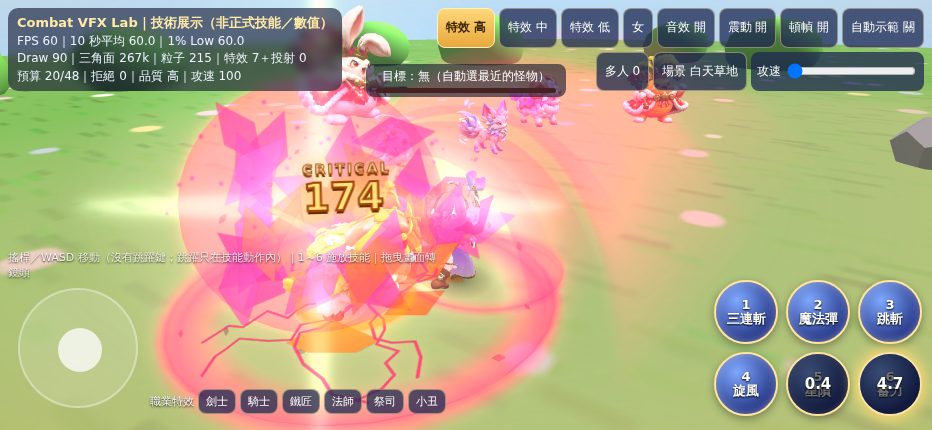 Combat VFX Lab｜技術展示（非正式技能／數值）
FPS 60｜10 秒平均 60.0｜1% Low 60.0
Draw 90｜三角面 267k｜粒子 215｜特效 7＋投射 0
預算 20/48｜拒絕 0｜品質 高｜攻速 100
特效 高
特效 中
特效 低
女
音效 開
震動 開
頓幀 開
自動示範 關
目標：無（自動選最近的怪物）
多人 0
場景 白天草地
攻速
CRITICAL
174
搖桿／WASD 移動（沒有跳躍鍵；跳躍只在技能動作內）｜1～6 施放技能｜拖曳畫面轉
鏡頭
1
三連斬
2
魔法彈
3
跳斬
4
旋風
0.4
4.7
蓄力
職業特效
劍士
騎士
鐵匠
法師
祭司
小丑